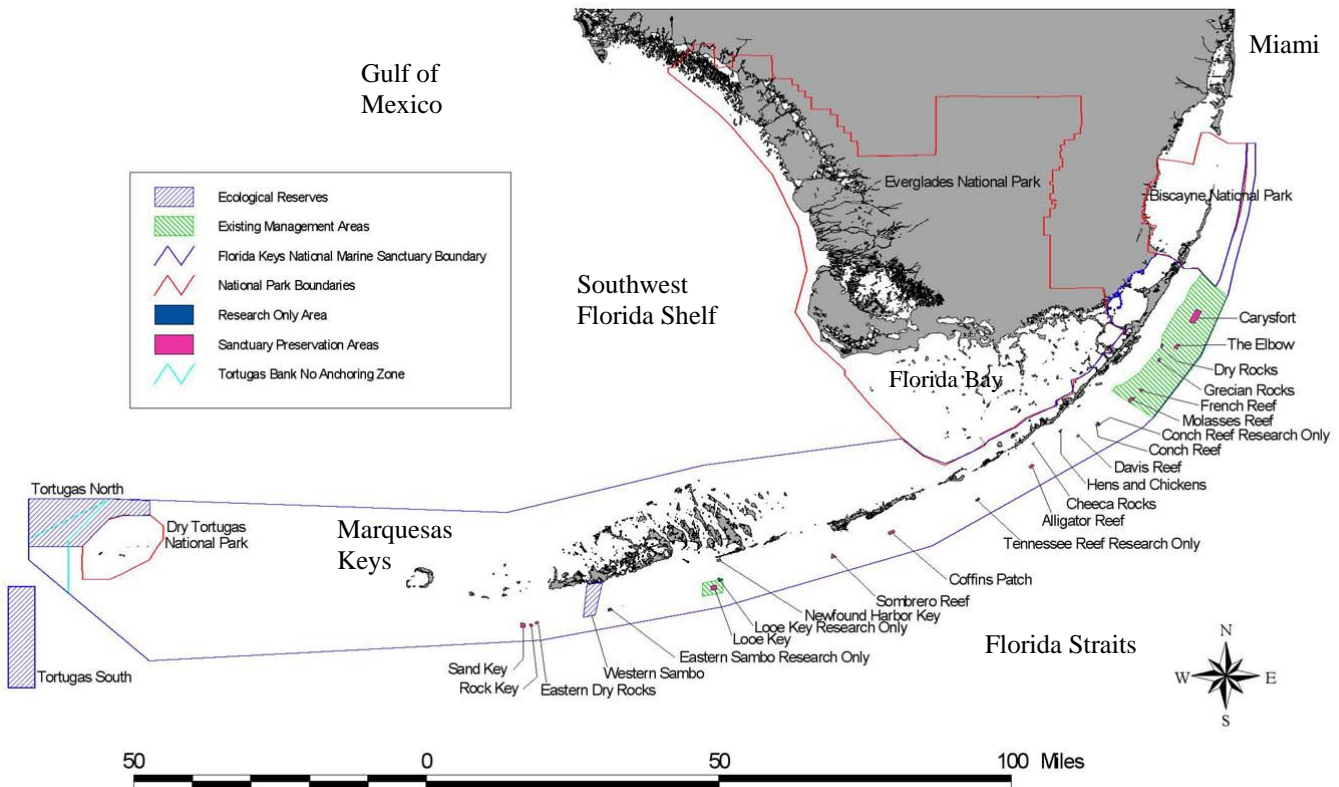 Miami
Gulf of
Mexico
Ecological Reserves
Existing Management Areas
Florida Keys National Marine Sanctuary Boundary
National Park Boundaries
Research Only Area
Sanctuary Preservation Areas
Tortugas Bank No Anchoring Zone
Everglades National Park
Biscayne National Park
Southwest
Florida Shelf
Florida Bay
Carysfort
The Elbow
Dry Rocks
Grecian Rocks
French Reef
Molasses Reef
Conch Reef Research Only
Conch Reef
Davis Reef
Hens and Chickens
Cheeca Rocks
Alligator Reef
Tennessee Reef Research Only
Coffins Patch
Sombrero Reef
Newfound Harbor Key
Looe Key Research Only
Looe Key
Eastern Sambo Research Only
Western Sambo
Eastern Dry Rocks
Rock Key
Sand Key
Tortugas North
Dry Tortugas
National Park
Marquesas
Keys
Tortugas South
Florida Straits
N
W
E
S
50 0 50 100 Miles